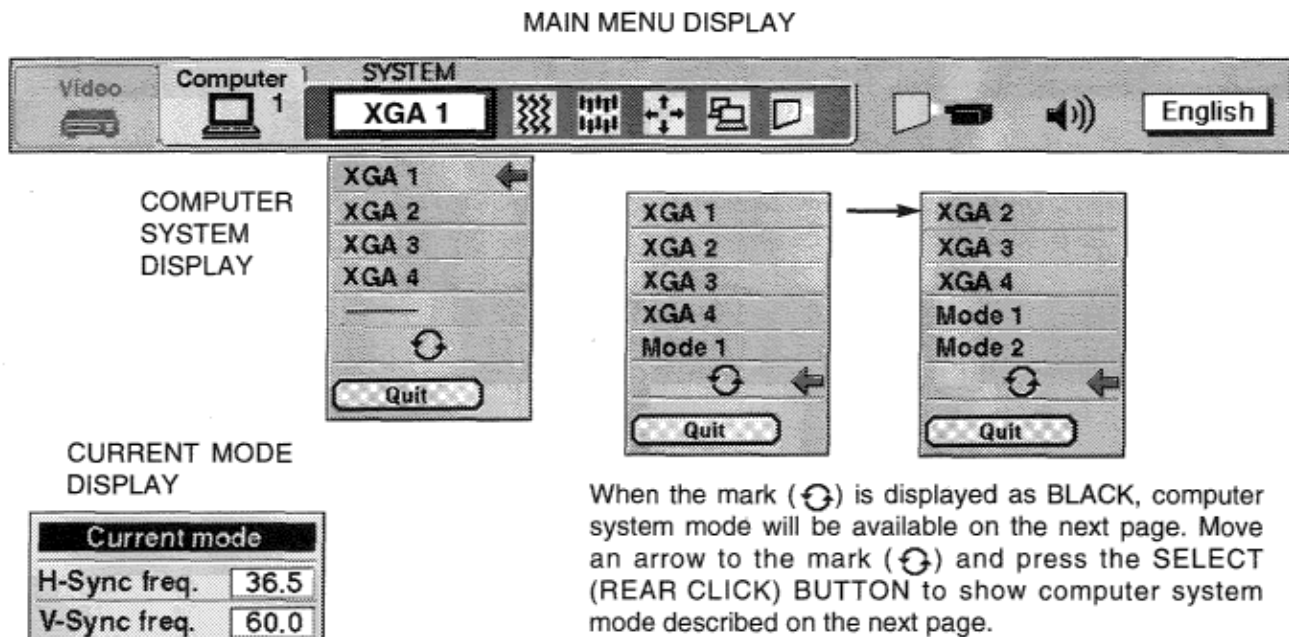 MAIN MENU DISPLAY
Video
Computer
1
SYSTEM
XGA 1
English
COMPUTER
SYSTEM
DISPLAY
XGA 1
XGA 2
XGA 3
XGA 4
Quit
XGA 1
XGA 2
XGA 3
XGA 4
Mode 1
Quit
XGA 2
XGA 3
XGA 4
Mode 1
Mode 2
Quit
CURRENT MODE
DISPLAY
Current mode
H-Sync freq. 36.5
V-Sync freq. 60.0
When the mark ( ) is displayed as BLACK, computer
system mode will be available on the next page. Move
an arrow to the mark ( ) and press the SELECT
(REAR CLICK) BUTTON to show computer system
mode described on the next page.